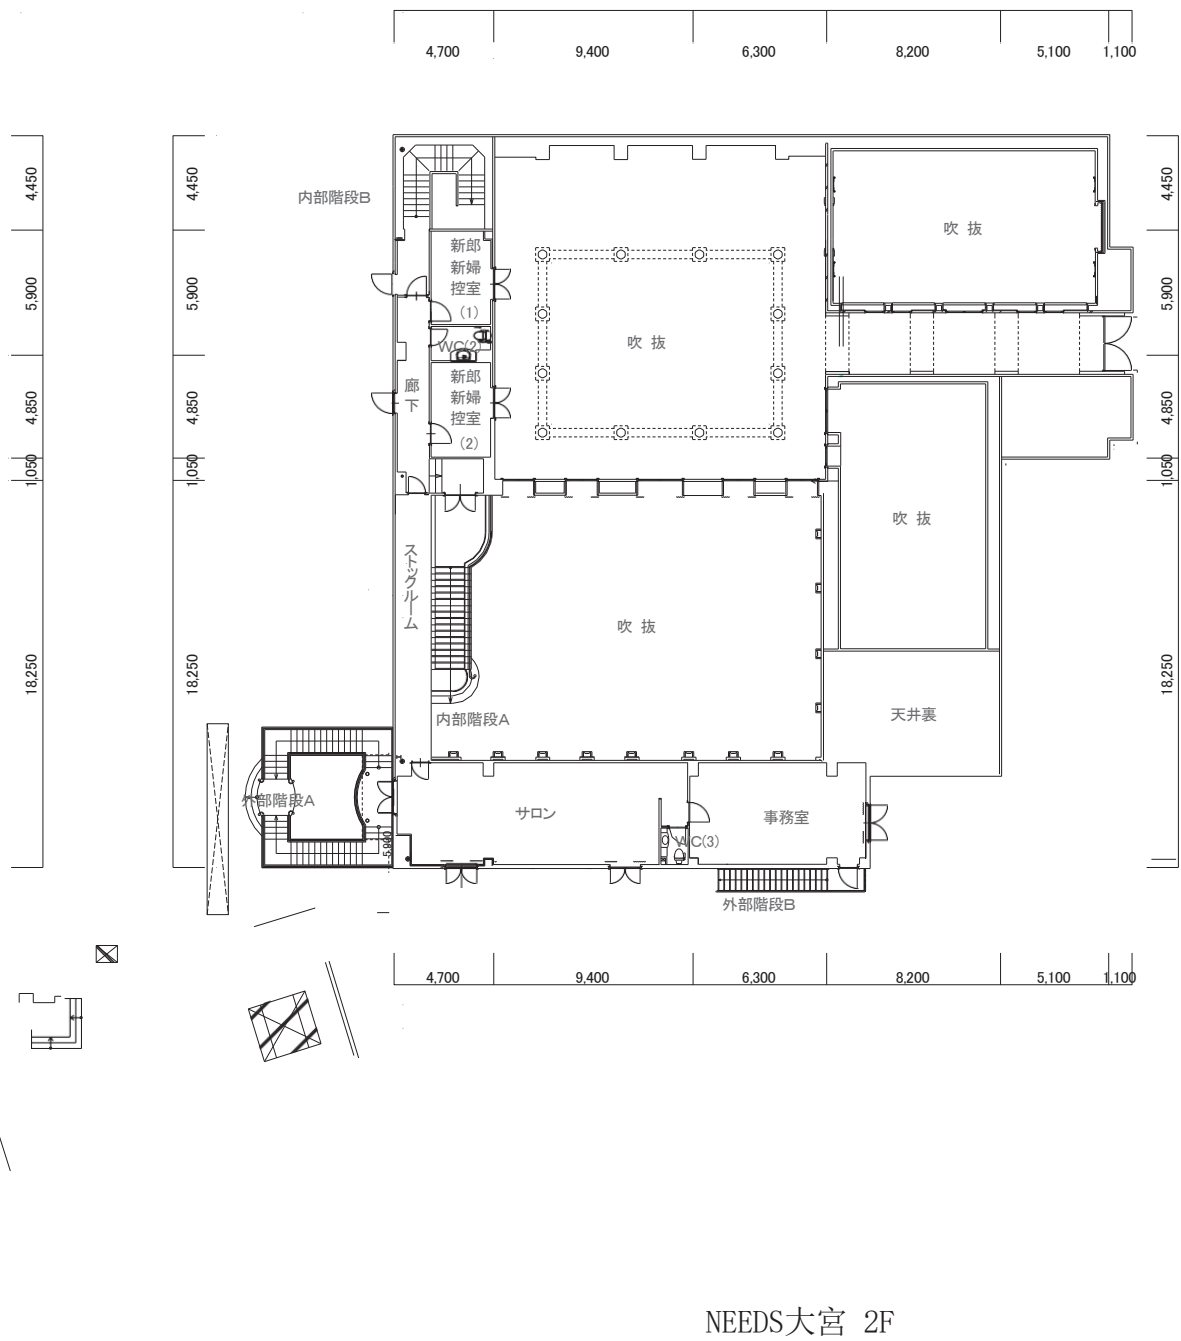 4,700 9,400 6,300 8,200 5,100 1,100
4,450
5,900
4,850
1,050
18,250
4,450
5,900
4,850
1,050
18,250
4,450
5,900
4,850
1,050
18,250
内部階段B
新郎
新婦
控室
(1)
WC(2)
新郎
新婦
控室
(2)
廊下
吹 抜
吹 抜
吹 抜
吹 抜
ストックルーム
内部階段A
天井裏
外部階段A
5,900
サロン
WC(3)
事務室
外部階段B
4,700 9,400 6,300 8,200 5,100 1,100
NEEDS大宮 2F